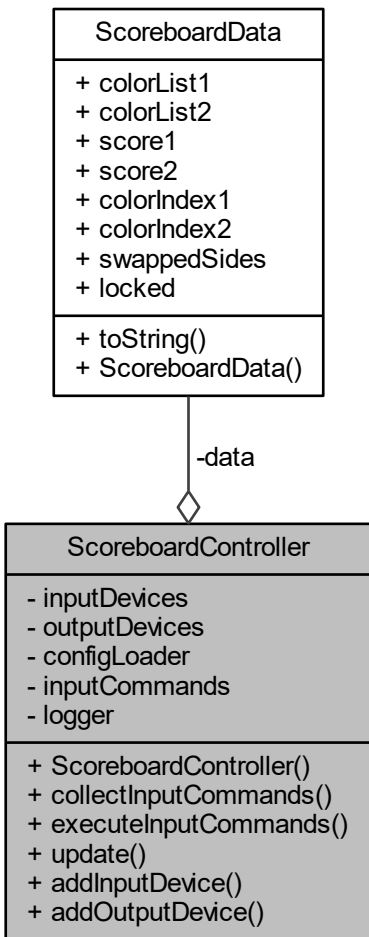 ScoreboardData
+ colorList1
+ colorList2
+ score1
+ score2
+ colorIndex1
+ colorIndex2
+ swappedSides
+ locked
+ toString()
+ ScoreboardData()
-data
ScoreboardController
- inputDevices
- outputDevices
- configLoader
- inputCommands
- logger
+ ScoreboardController()
+ collectInputCommands()
+ executeInputCommands()
+ update()
+ addInputDevice()
+ addOutputDevice()